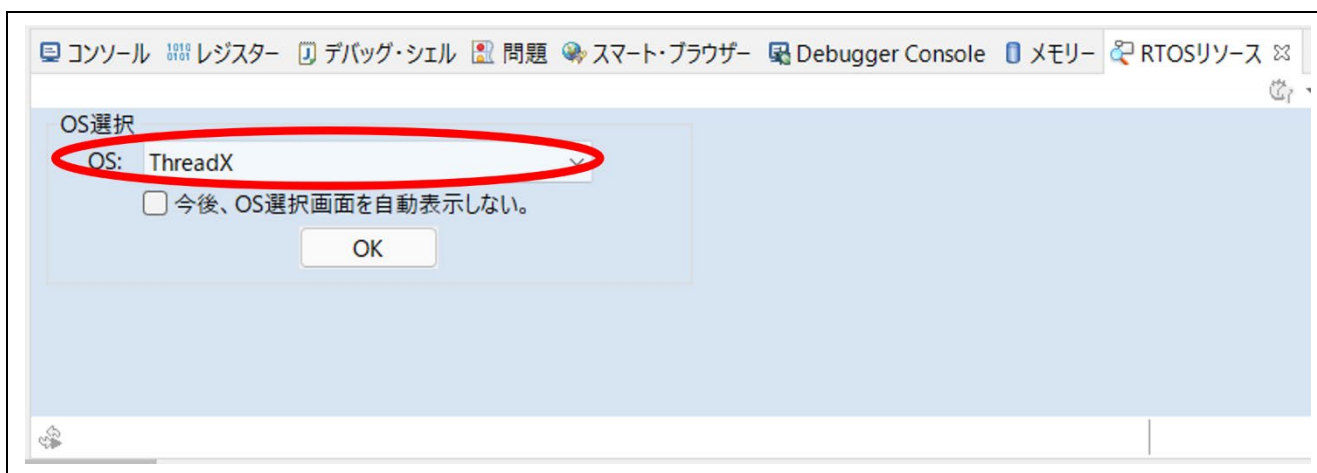 コンソール レジスター デバッグ・シェル 問題 スマート・ブラウザー Debugger Console メモリー RTOSリソース
OS選択
OS: ThreadX
今後、OS選択画面を自動表示しない。
OK